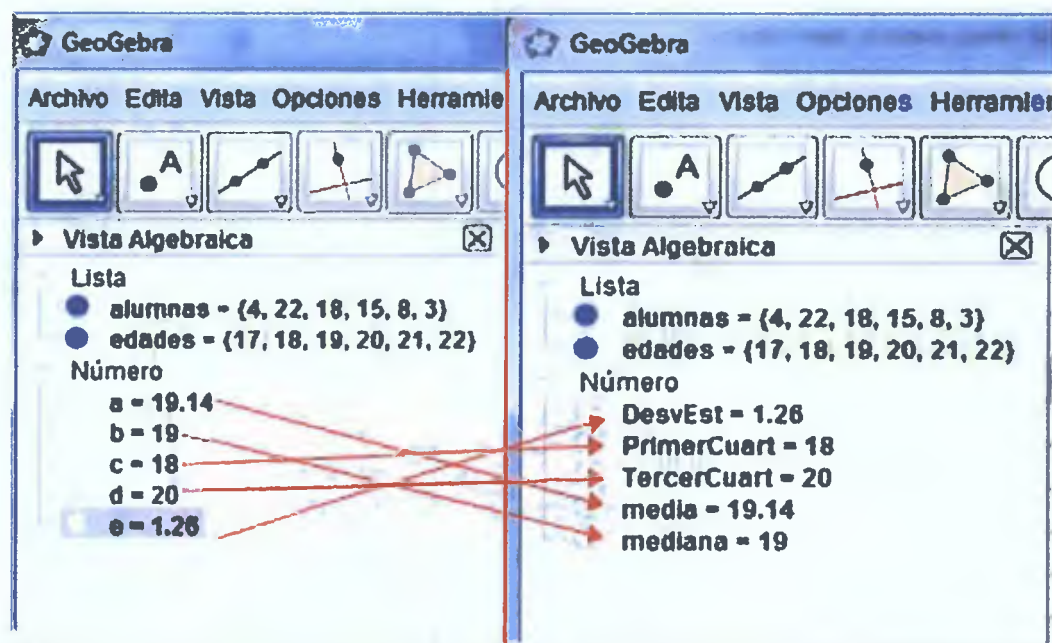 GeoGebra
Archivo Edita Vista Opciones Herramie
A
Vista Algebraica
Lista
alumnas = {4, 22, 18, 15, 8, 3}
edades = {17, 18, 19, 20, 21, 22}
Número
a = 19.14
b = 19
c = 18
d = 20
e = 1.26
GeoGebra
Archivo Edita Vista Opciones Herramien
A
Vista Algebraica
Lista
alumnas = {4, 22, 18, 15, 8, 3}
edades = {17, 18, 19, 20, 21, 22}
Número
DesvEst = 1.26
PrimerCuart = 18
TercerCuart = 20
media = 19.14
mediana = 19